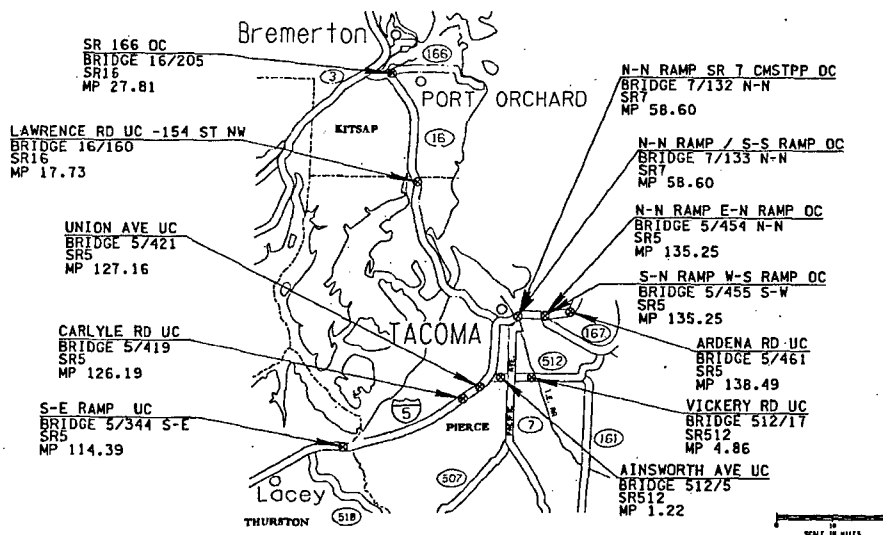 SR 166 OC
BRIDGE 16/205
SR16
MP 27.81
LAWRENCE RD UC -154 ST NW
BRIDGE 16/160
SR16
MP 17.73
UNION AVE UC
BRIDGE 5/421
SR5
MP 127.16
CARLYLE RD UC
BRIDGE 5/419
SR5
MP 126.19
S-E RAMP UC
BRIDGE 5/344 S-E
SR5
MP 114.39
Bremerton
166
3
PORT ORCHARD
KITSAP
16
TACOMA
167
512
5
PIERCE
7
161
507
Lacey
510
THURSTON
N-N RAMP SR 7 CMSTPP OC
BRIDGE 7/132 N-N
SR7
MP 58.60
N-N RAMP / S-S RAMP OC
BRIDGE 7/133 N-N
SR7
MP 58.60
N-N RAMP E-N RAMP OC
BRIDGE 5/454 N-N
SR5
MP 135.25
S-N RAMP W-S RAMP OC
BRIDGE 5/455 S-W
SR5
MP 135.25
ARDENA RD UC
BRIDGE 5/461
SR5
MP 138.49
VICKERY RD UC
BRIDGE 512/17
SR512
MP 4.86
AINSWORTH AVE UC
BRIDGE 512/5
SR512
MP 1.22
0 10
SCALE IN MILES